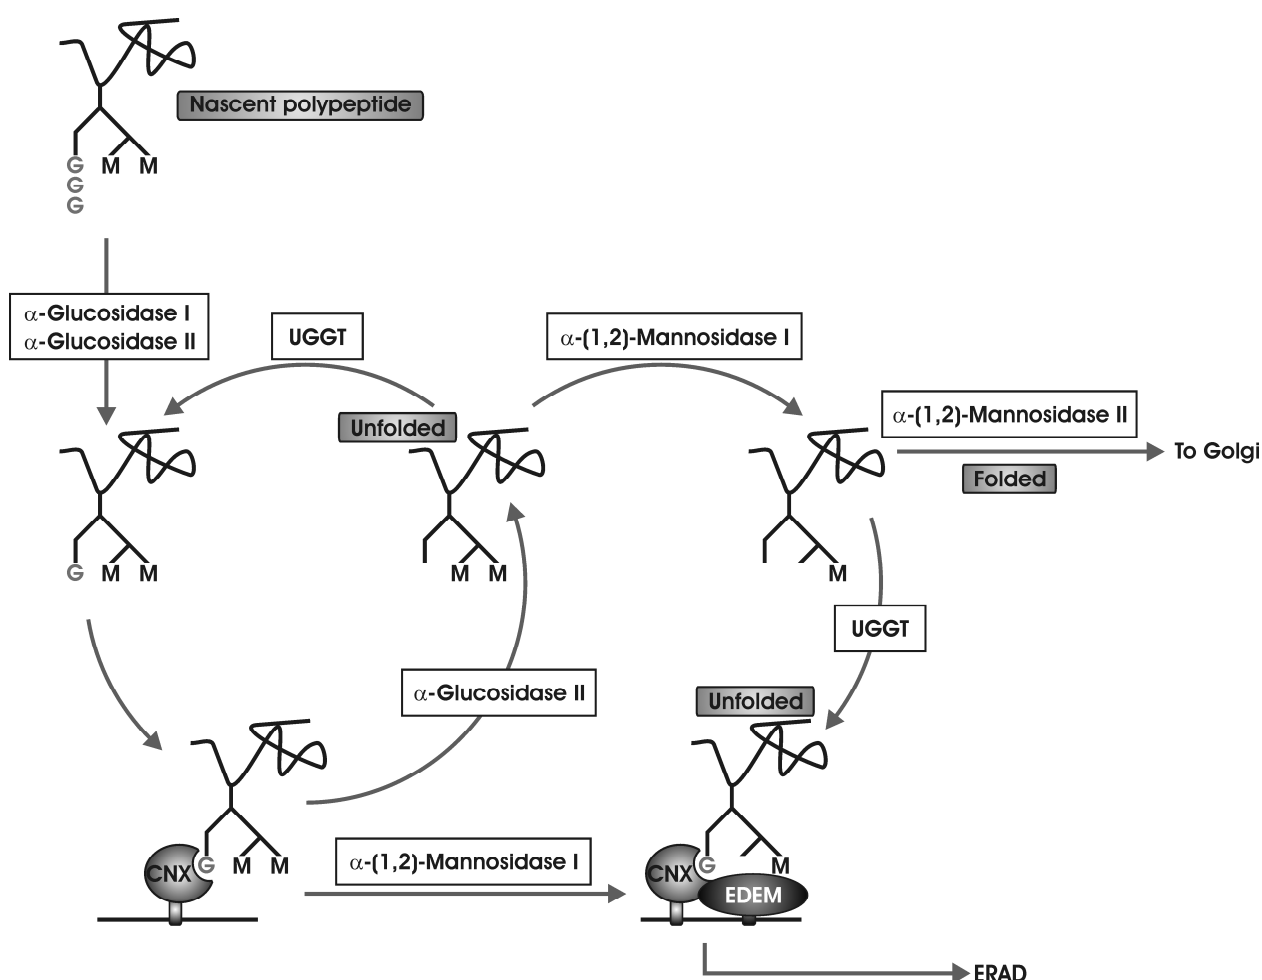 Nascent polypeptide
G M M
G
G
α-Glucosidase I
α-Glucosidase II
UGGT
α-(1,2)-Mannosidase I
α-(1,2)-Mannosidase II
To Golgi
Folded
Unfolded
G M M
M M
M
UGGT
α-Glucosidase II
Unfolded
CNX G M M
α-(1,2)-Mannosidase I
CNX G M
EDEM
ERAD